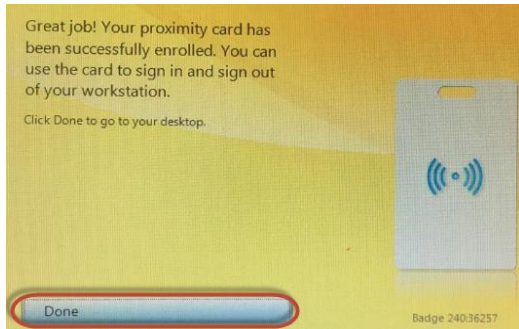 Great job! Your proximity card has
been successfully enrolled. You can
use the card to sign in and sign out
of your workstation.
Click Done to go to your desktop.
Done
Badge 240:36257